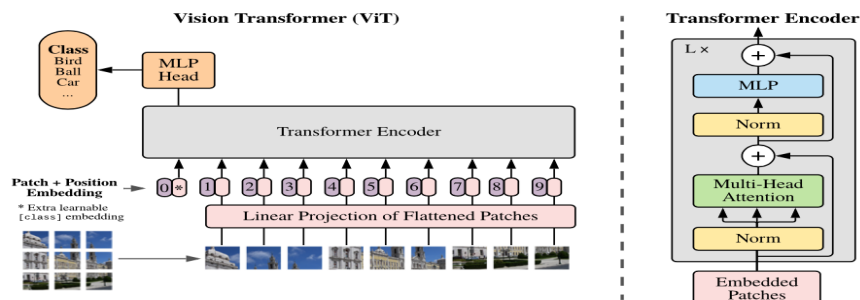 Vision Transformer (ViT)
Class
Bird
Ball
Car
...
MLP
Head
Transformer Encoder
Patch + Position
Embedding
0 * 1 2 3 4 5 6 7 8 9
* Extra learnable
[class] embedding
Linear Projection of Flattened Patches
Transformer Encoder
L ×
+
MLP
Norm
+
Multi-Head
Attention
Norm
Embedded
Patches